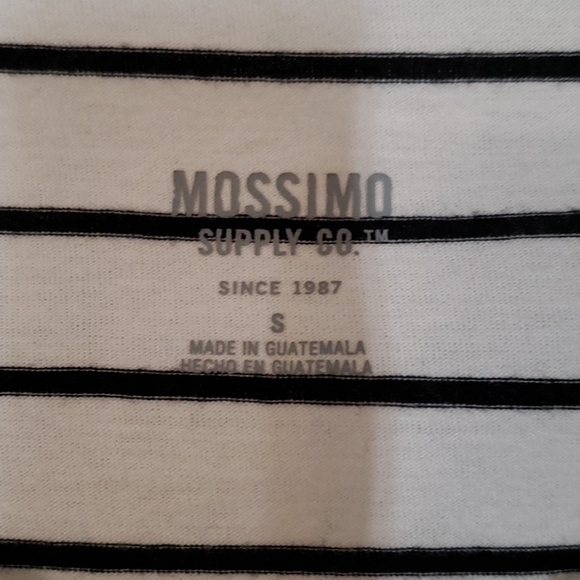 MOSSIMO
SUPPLY CO.™
SINCE 1987
S
MADE IN GUATEMALA
HECHO EN GUATEMALA